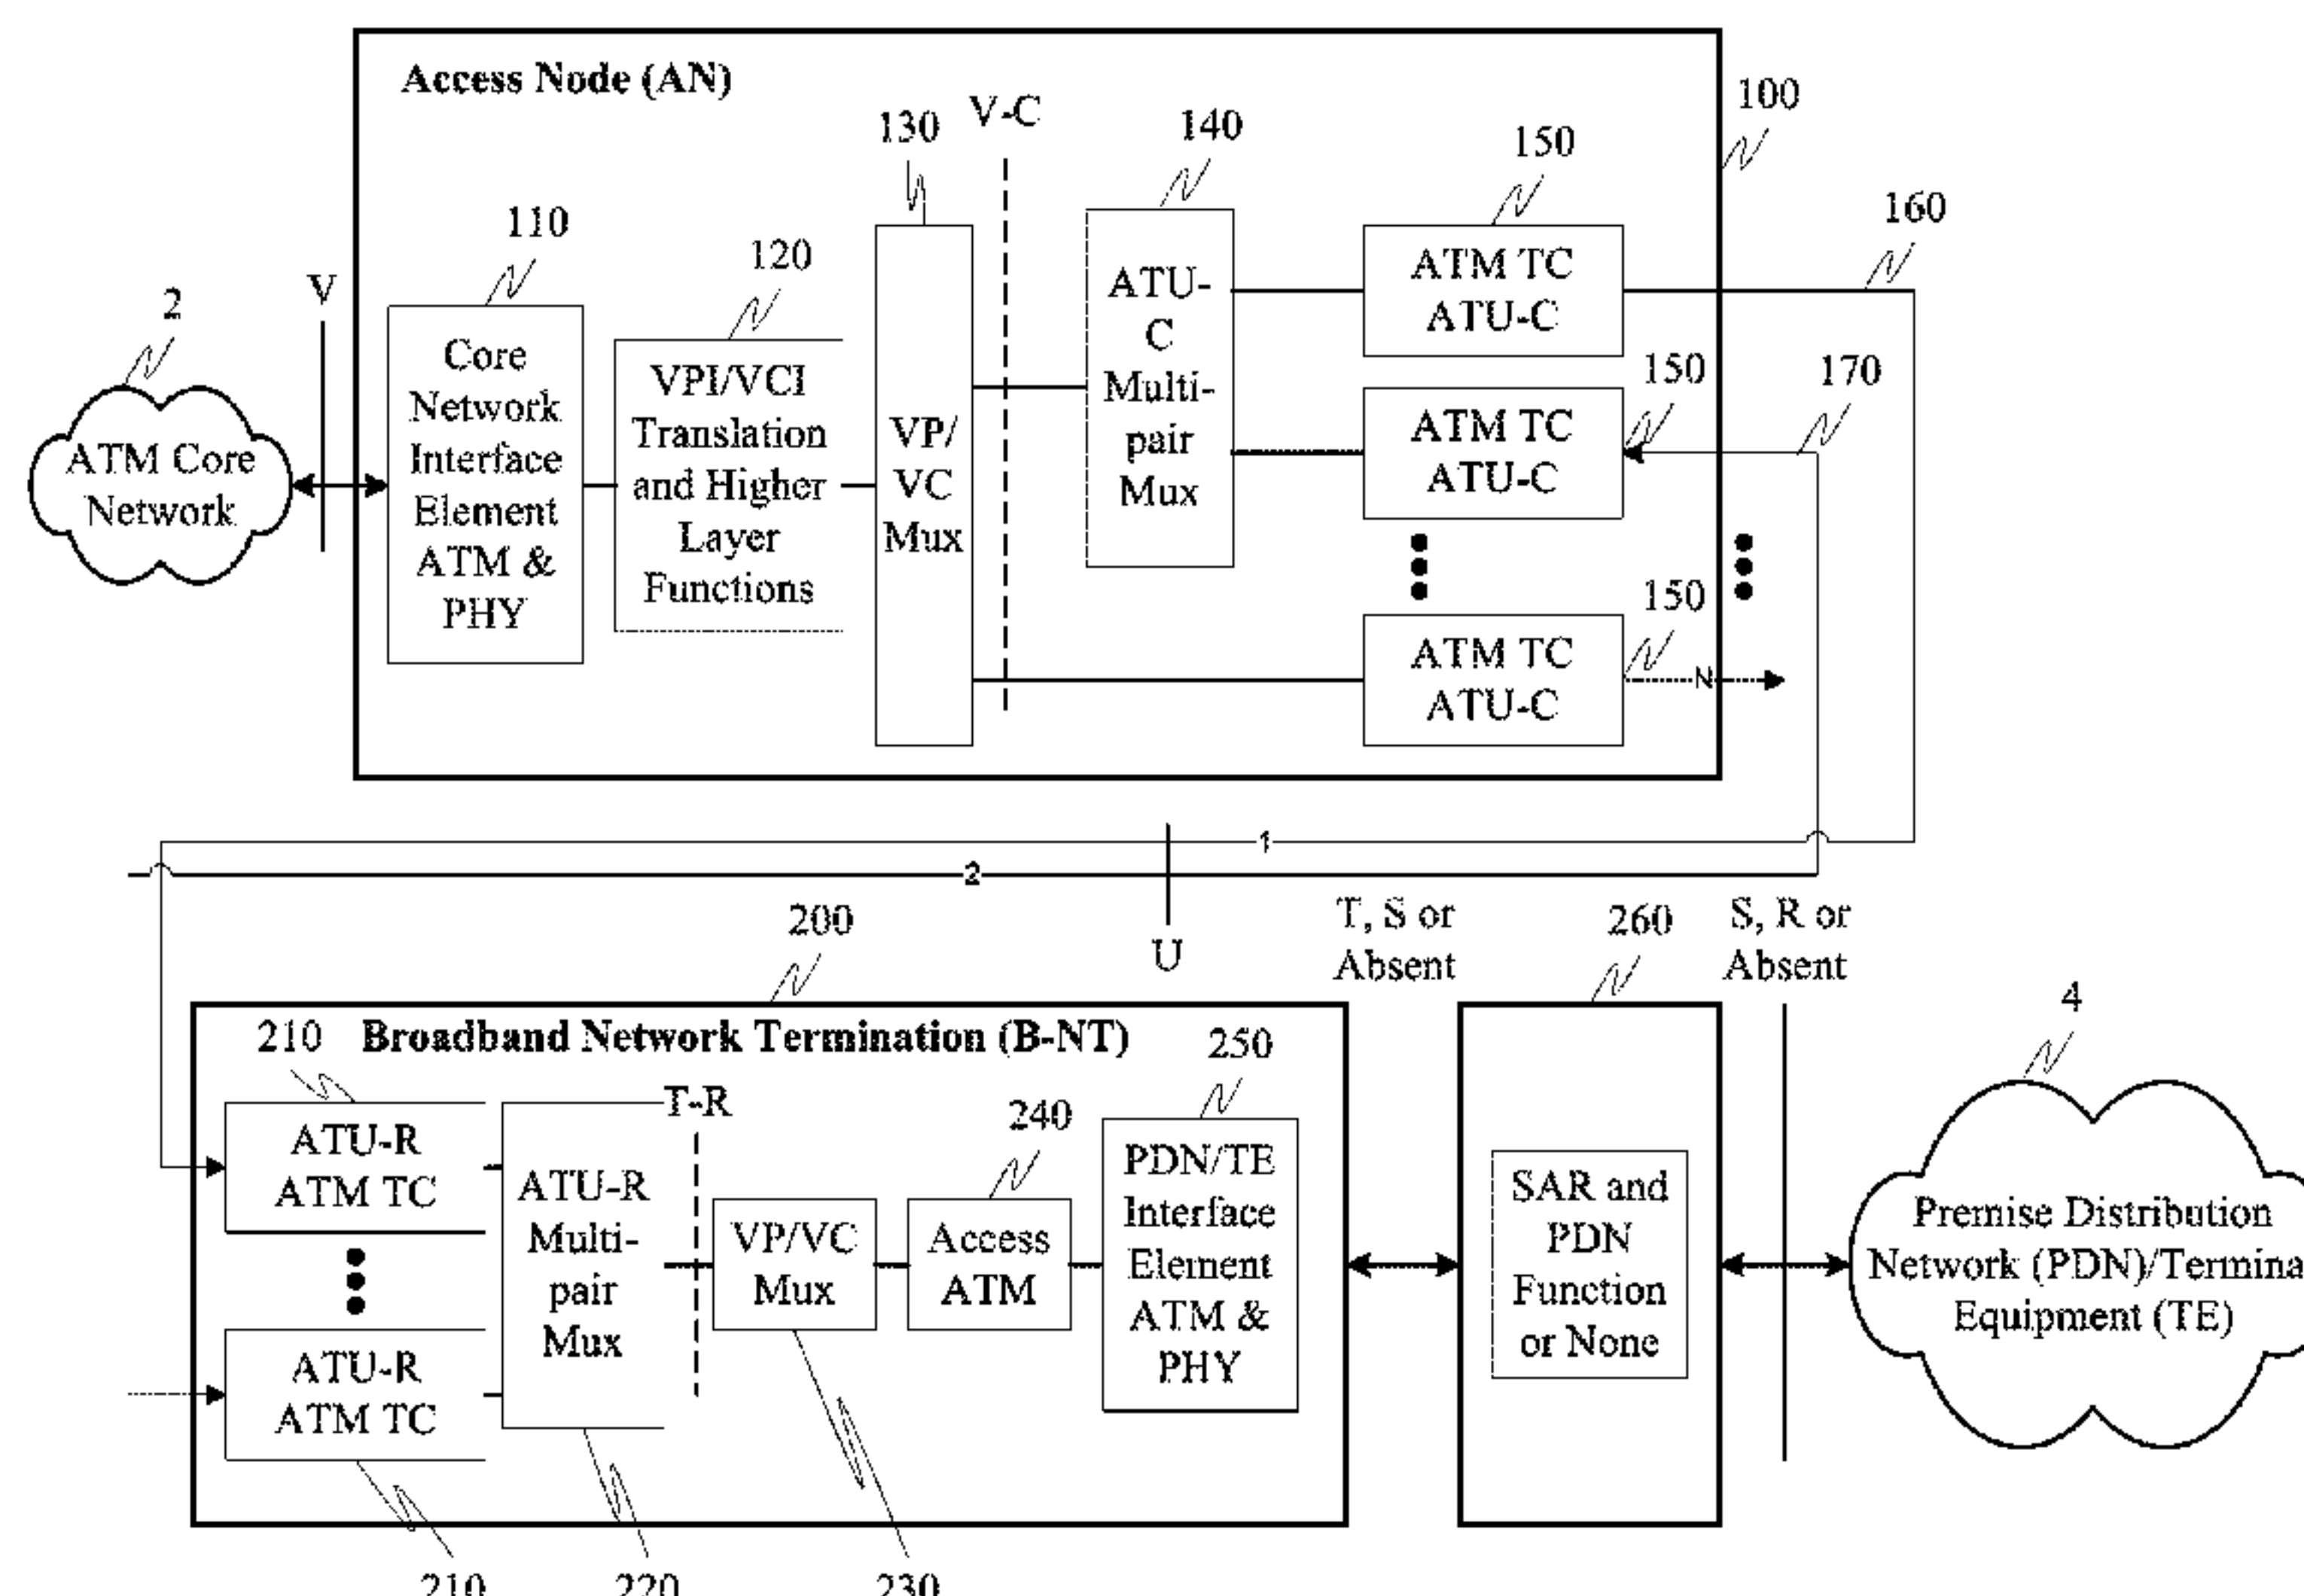 Access Node (AN)
100
V-C
130
140
150
160
110
120
2
V
Core
Network
Interface
Element
ATM &
PHY
VPI/VCI
Translation
and Higher
Layer
Functions
VP/
VC
Mux
ATU-
C
Multi-
pair
Mux
ATM TC
ATU-C
150
170
ATM TC
ATU-C
ATM Core
Network
150
ATM TC
ATU-C
N
1
2
U
200
T, S or
Absent
260
S, R or
Absent
4
210
Broadband Network Termination (B-NT)
250
T-R
240
ATU-R
ATM TC
ATU-R
Multi-
pair
Mux
VP/VC
Mux
Access
ATM
PDN/TE
Interface
Element
ATM &
PHY
SAR and
PDN
Function
or None
Premise Distribution
Network (PDN)/Termina
Equipment (TE)
ATU-R
ATM TC
210
220
230